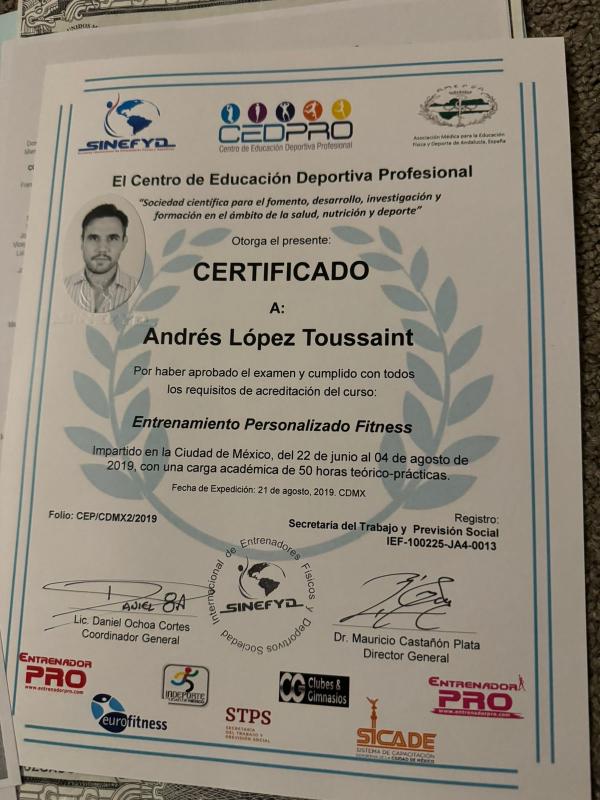 SINEFYD
CEDPRO
Centro de Educación Deportiva Profesional
Asociación Médica para la Educación
Física y Deporte de Andalucía, España
El Centro de Educación Deportiva Profesional
"Sociedad científica para el fomento, desarrollo, investigación y
formación en el ámbito de la salud, nutrición y deporte"
Otorga el presente:
CERTIFICADO
A:
Andrés López Toussaint
Por haber aprobado el examen y cumplido con todos
los requisitos de acreditación del curso:
Entrenamiento Personalizado Fitness
Impartido en la Ciudad de México, del 22 de junio al 04 de agosto de
2019, con una carga académica de 50 horas teórico-prácticas.
Fecha de Expedición: 21 de agosto, 2019. CDMX
Folio: CEP/CDMX2/2019
Registro:
Secretaría del Trabajo y Previsión Social
IEF-100225-JA4-0013
Sociedad Internacional de Entrenadores Físicos y Deportivos
SINEFYD
DANIEL 8A
Lic. Daniel Ochoa Cortes
Coordinador General
Dr. Mauricio Castañón Plata
Director General
ENTRENADOR
PRO
www.entrenadorpro.com
eurofitness
INDEPORTE
STPS
SECRETARÍA
DEL TRABAJO Y
PREVISIÓN SOCIAL
CG Clubes &
Gimnasios
SICADE
SISTEMA DE CAPACITACIÓN
ENTRENADOR
PRO
www.entrenadorpro.com